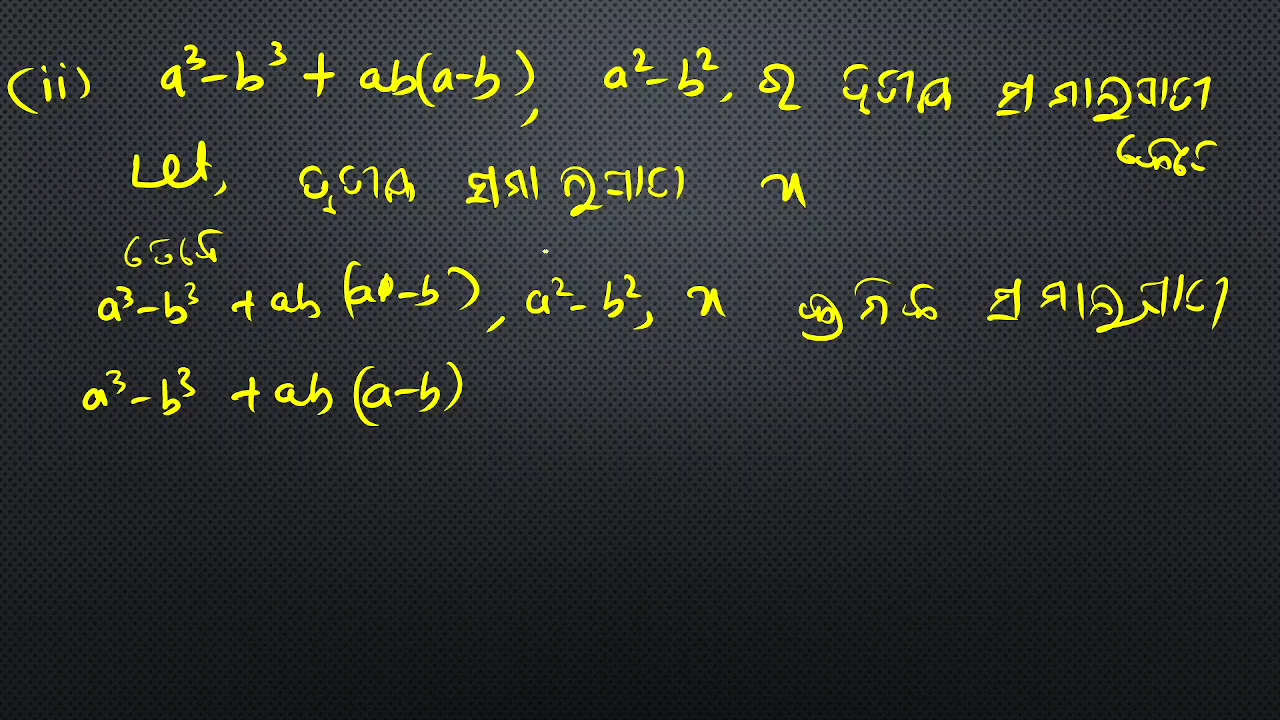 (ii) a³-b³ + ab(a-b), a²-b², ର ତୃତୀୟ ସମାନୁପାତୀ
Let, ତୃତୀୟ ସମାନୁପାତୀ x
a³-b³ + ab (a-b), a²-b², x କ୍ରମିକ ସମାନୁପାତୀ
a³-b³ + ab (a-b)